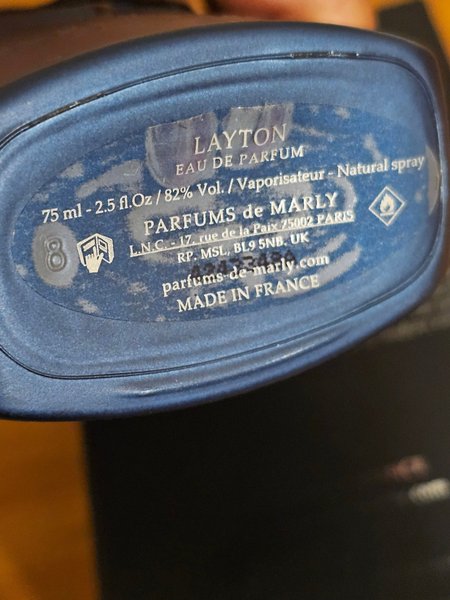 LAYTON
EAU DE PARFUM
75 ml - 2.5 fl.Oz / 82% Vol. / Vaporisateur - Natural spray
PARFUMS de MARLY
L.N.C - 17, rue de la Paix 75002 PARIS
RP. MSL, BL9 5NB. UK
parfums-de-marly.com
MADE IN FRANCE
8